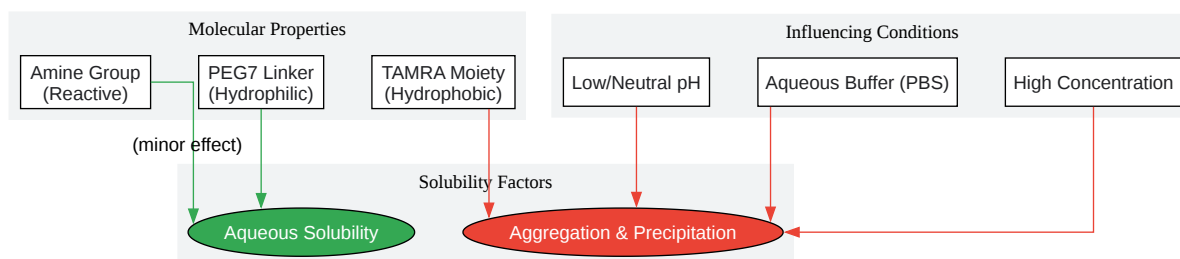 Molecular Properties
Influencing Conditions
Amine Group
(Reactive)
PEG7 Linker
(Hydrophilic)
TAMRA Moiety
(Hydrophobic)
Low/Neutral pH
Aqueous Buffer (PBS)
High Concentration
(minor effect)
Solubility Factors
Aqueous Solubility
Aggregation & Precipitation